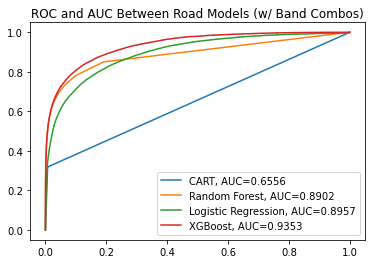 ROC and AUC Between Road Models (w/ Band Combos)
1.0
0.8
0.6
0.4
0.2
0.0
CART, AUC=0.6556
Random Forest, AUC=0.8902
Logistic Regression, AUC=0.8957
XGBoost, AUC=0.9353
0.0 0.2 0.4 0.6 0.8 1.0